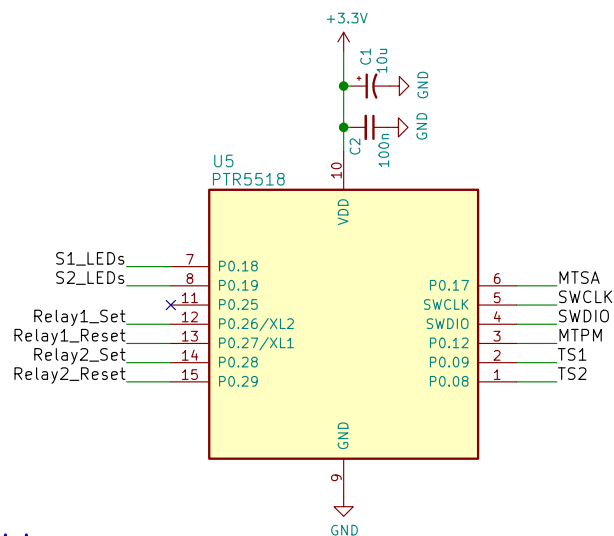 +3.3V
C1
10u
GND
C2
100n
GND
U5
PTR5518
10
VDD
S1_LEDs 7 P0.18
S2_LEDs 8 P0.19
11 P0.25
Relay1_Set 12 P0.26/XL2
Relay1_Reset 13 P0.27/XL1
Relay2_Set 14 P0.28
Relay2_Reset 15 P0.29
P0.17 6 MTSA
SWCLK 5 SWCLK
SWDIO 4 SWDIO
P0.12 3 MTPM
P0.09 2 TS1
P0.08 1 TS2
GND
9
GND